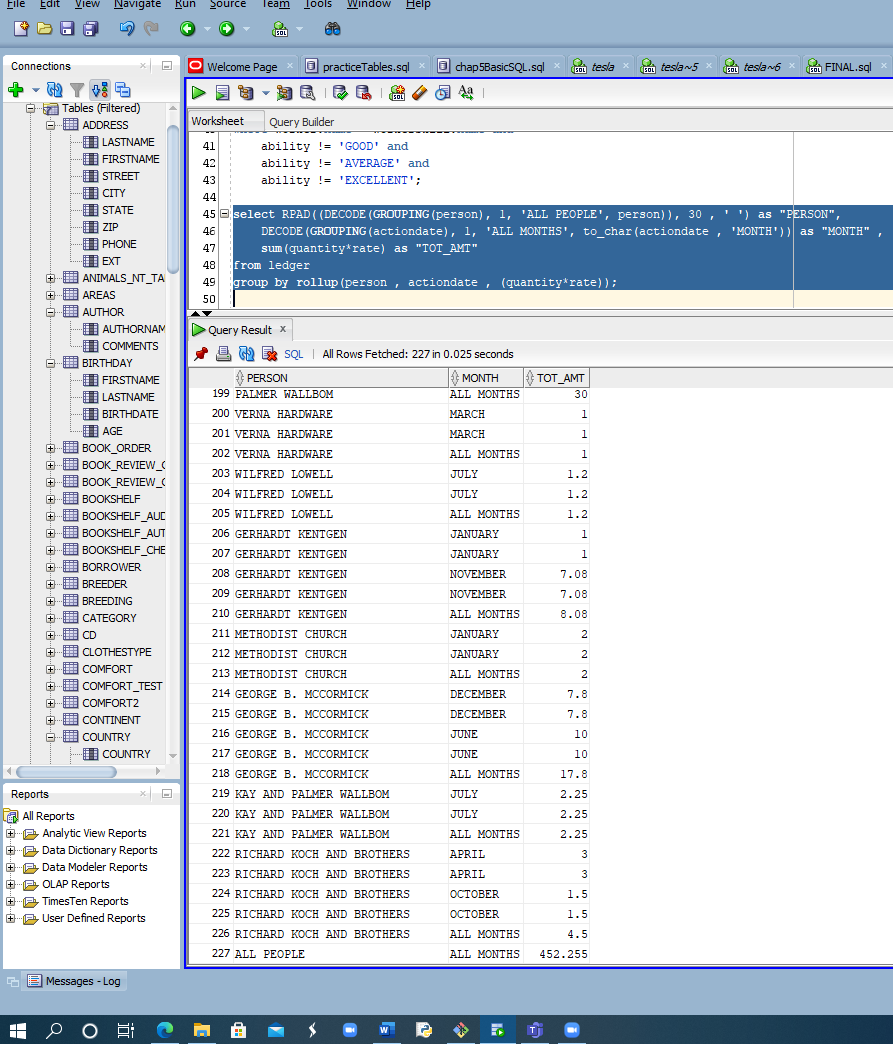 File Edit View Navigate Run Source Team Tools Window Help
Connections
Welcome Page practiceTables.sql chap5BasicSQL.sql tesla tesla~5 tesla~6 FINAL.sql
Worksheet Query Builder
Tables (Filtered)
ADDRESS
LASTNAME
FIRSTNAME
STREET
CITY
STATE
ZIP
PHONE
EXT
ANIMALS_NT_TA
AREAS
AUTHOR
AUTHORNAM
COMMENTS
BIRTHDAY
FIRSTNAME
LASTNAME
BIRTHDATE
AGE
BOOK_ORDER
BOOK_REVIEW_C
BOOK_REVIEW_C
BOOKSHELF
BOOKSHELF_AUD
BOOKSHELF_AUT
BOOKSHELF_CHE
BORROWER
BREEDER
BREEDING
CATEGORY
CD
CLOTHESTYPE
COMFORT
COMFORT_TEST
COMFORT2
CONTINENT
COUNTRY
COUNTRY
Reports
All Reports
Analytic View Reports
Data Dictionary Reports
Data Modeler Reports
OLAP Reports
TimesTen Reports
User Defined Reports
41 ability != 'GOOD' and
42 ability != 'AVERAGE' and
43 ability != 'EXCELLENT';
44
45 select RPAD((DECODE(GROUPING(person), 1, 'ALL PEOPLE', person)), 30 , ' ') as "PERSON",
46 DECODE(GROUPING(actiondate), 1, 'ALL MONTHS', to_char(actiondate , 'MONTH')) as "MONTH" ,
47 sum(quantity*rate) as "TOT_AMT"
48 from ledger
49 group by rollup(person , actiondate , (quantity*rate));
50
Query Result x
SQL | All Rows Fetched: 227 in 0.025 seconds
PERSON MONTH TOT_AMT
199 PALMER WALLBOM ALL MONTHS 30
200 VERNA HARDWARE MARCH 1
201 VERNA HARDWARE MARCH 1
202 VERNA HARDWARE ALL MONTHS 1
203 WILFRED LOWELL JULY 1.2
204 WILFRED LOWELL JULY 1.2
205 WILFRED LOWELL ALL MONTHS 1.2
206 GERHARDT KENTGEN JANUARY 1
207 GERHARDT KENTGEN JANUARY 1
208 GERHARDT KENTGEN NOVEMBER 7.08
209 GERHARDT KENTGEN NOVEMBER 7.08
210 GERHARDT KENTGEN ALL MONTHS 8.08
211 METHODIST CHURCH JANUARY 2
212 METHODIST CHURCH JANUARY 2
213 METHODIST CHURCH ALL MONTHS 2
214 GEORGE B. MCCORMICK DECEMBER 7.8
215 GEORGE B. MCCORMICK DECEMBER 7.8
216 GEORGE B. MCCORMICK JUNE 10
217 GEORGE B. MCCORMICK JUNE 10
218 GEORGE B. MCCORMICK ALL MONTHS 17.8
219 KAY AND PALMER WALLBOM JULY 2.25
220 KAY AND PALMER WALLBOM JULY 2.25
221 KAY AND PALMER WALLBOM ALL MONTHS 2.25
222 RICHARD KOCH AND BROTHERS APRIL 3
223 RICHARD KOCH AND BROTHERS APRIL 3
224 RICHARD KOCH AND BROTHERS OCTOBER 1.5
225 RICHARD KOCH AND BROTHERS OCTOBER 1.5
226 RICHARD KOCH AND BROTHERS ALL MONTHS 4.5
227 ALL PEOPLE ALL MONTHS 452.255
Messages - Log